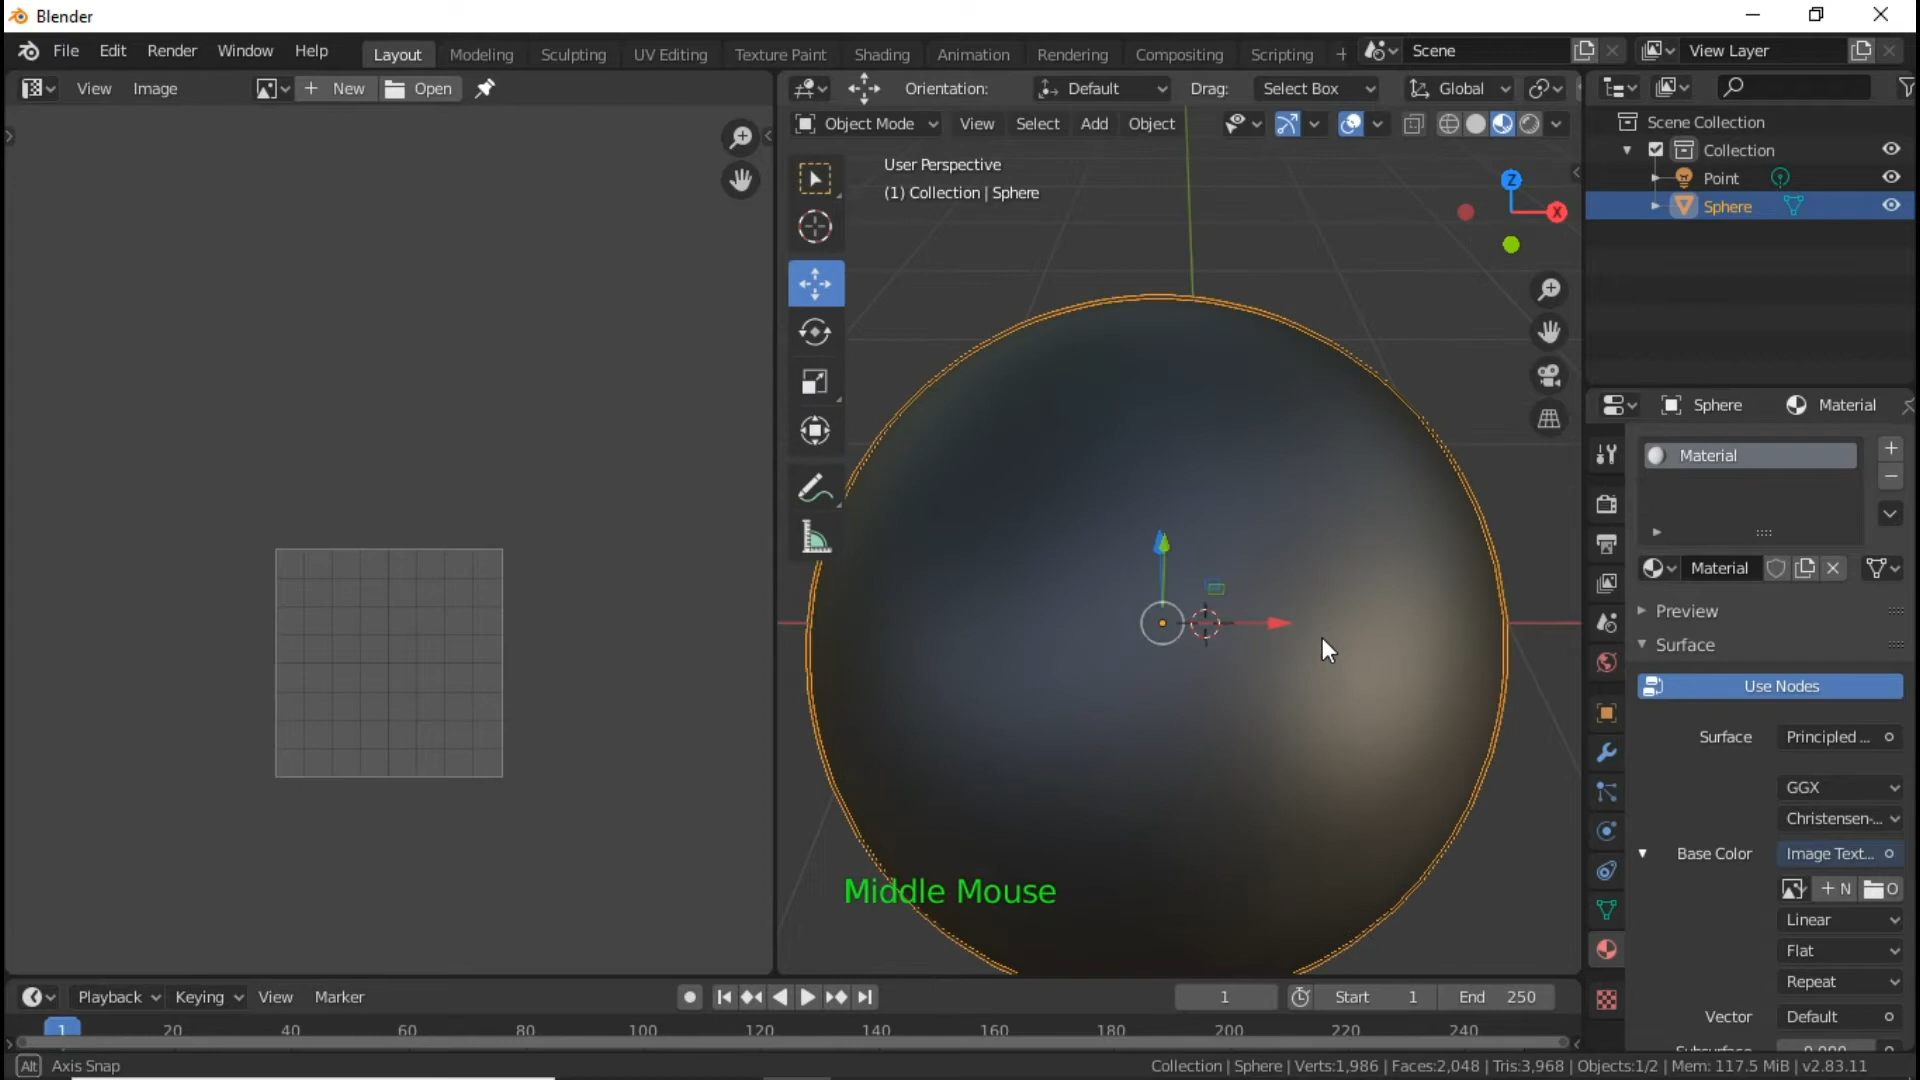 Blender
File Edit Render Window Help Layout Modeling Sculpting UV Editing Texture Paint Shading Animation Rendering Compositing Scripting + Scene View Layer
View Image + New Open Orientation: Default Drag: Select Box Global
Object Mode View Select Add Object
User Perspective
(1) Collection | Sphere
Z
X
Scene Collection
Collection
Point
Sphere
Sphere Material
Material
Material
Preview
Surface
Use Nodes
Surface Principled ...
GGX
Christensen-...
Base Color Image Text...
+ N O
Linear
Flat
Repeat
Vector Default
Subsurface 0.000
Middle Mouse
Playback Keying View Marker 1 Start 1 End 250
1 20 40 60 80 100 120 140 160 180 200 220 240
Alt Axis Snap Collection | Sphere | Verts:1,986 | Faces:2,048 | Tris:3,968 | Objects:1/2 | Mem: 117.5 MiB | v2.83.11